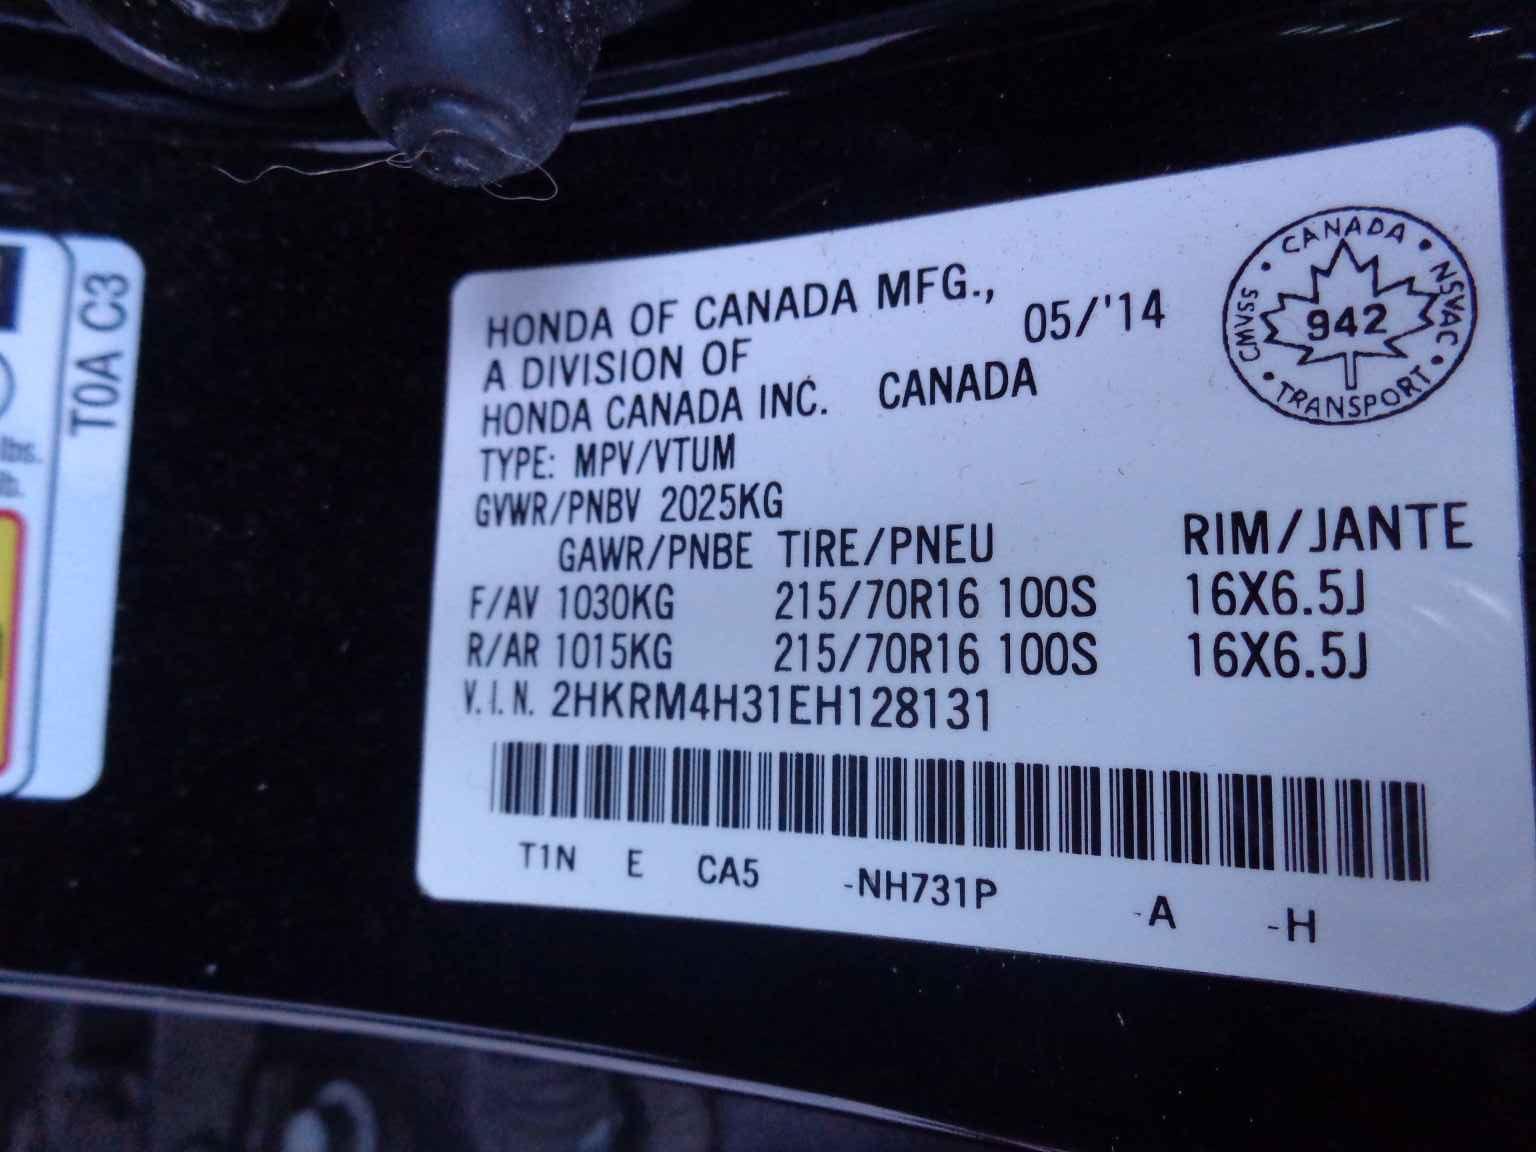 HONDA OF CANADA MFG., 05/'14
A DIVISION OF
HONDA CANADA INC. CANADA
TYPE: MPV/VTUM
GVWR/PNBV 2025KG
GAWR/PNBE TIRE/PNEU RIM/JANTE
F/AV 1030KG 215/70R16 100S 16X6.5J
R/AR 1015KG 215/70R16 100S 16X6.5J
V.I.N. 2HKRM4H31EH128131
T1N E CA5 -NH731P -A -H
CANADA • NSVAC • TRANSPORT • CMVSS •
942
T0A C3
lbs.
lb.